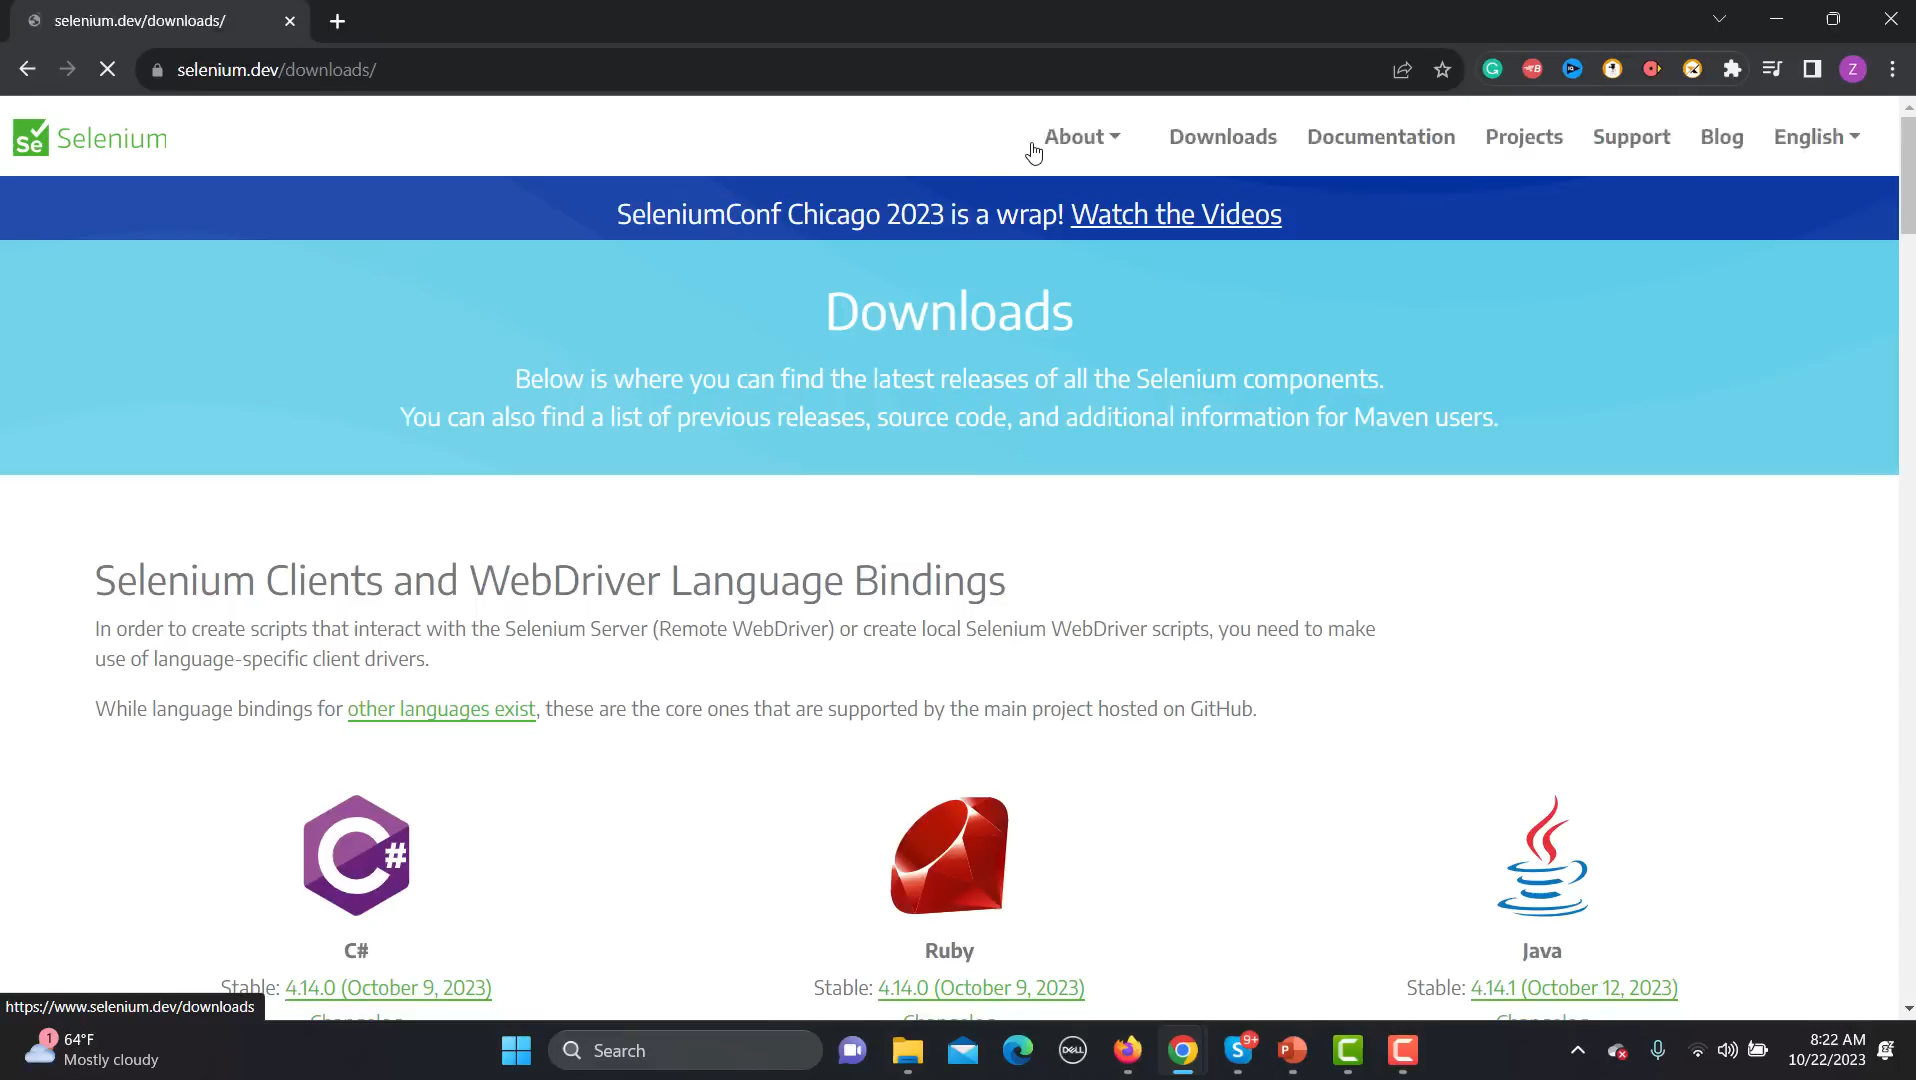 selenium.dev/downloads/
selenium.dev/downloads/
Z
Se Selenium
About
Downloads
Documentation
Projects
Support
Blog
English
SeleniumConf Chicago 2023 is a wrap! Watch the Videos
Downloads
Below is where you can find the latest releases of all the Selenium components.
You can also find a list of previous releases, source code, and additional information for Maven users.
Selenium Clients and WebDriver Language Bindings
In order to create scripts that interact with the Selenium Server (Remote WebDriver) or create local Selenium WebDriver scripts, you need to make
use of language-specific client drivers.
While language bindings for other languages exist, these are the core ones that are supported by the main project hosted on GitHub.
C#
C#
Stable: 4.14.0 (October 9, 2023)
Changelog
Ruby
Stable: 4.14.0 (October 9, 2023)
Changelog
Java
Stable: 4.14.1 (October 12, 2023)
Changelog
https://www.selenium.dev/downloads
1
64°F
Mostly cloudy
Search
DELL
S
9+
P
C
C
8:22 AM
10/22/2023